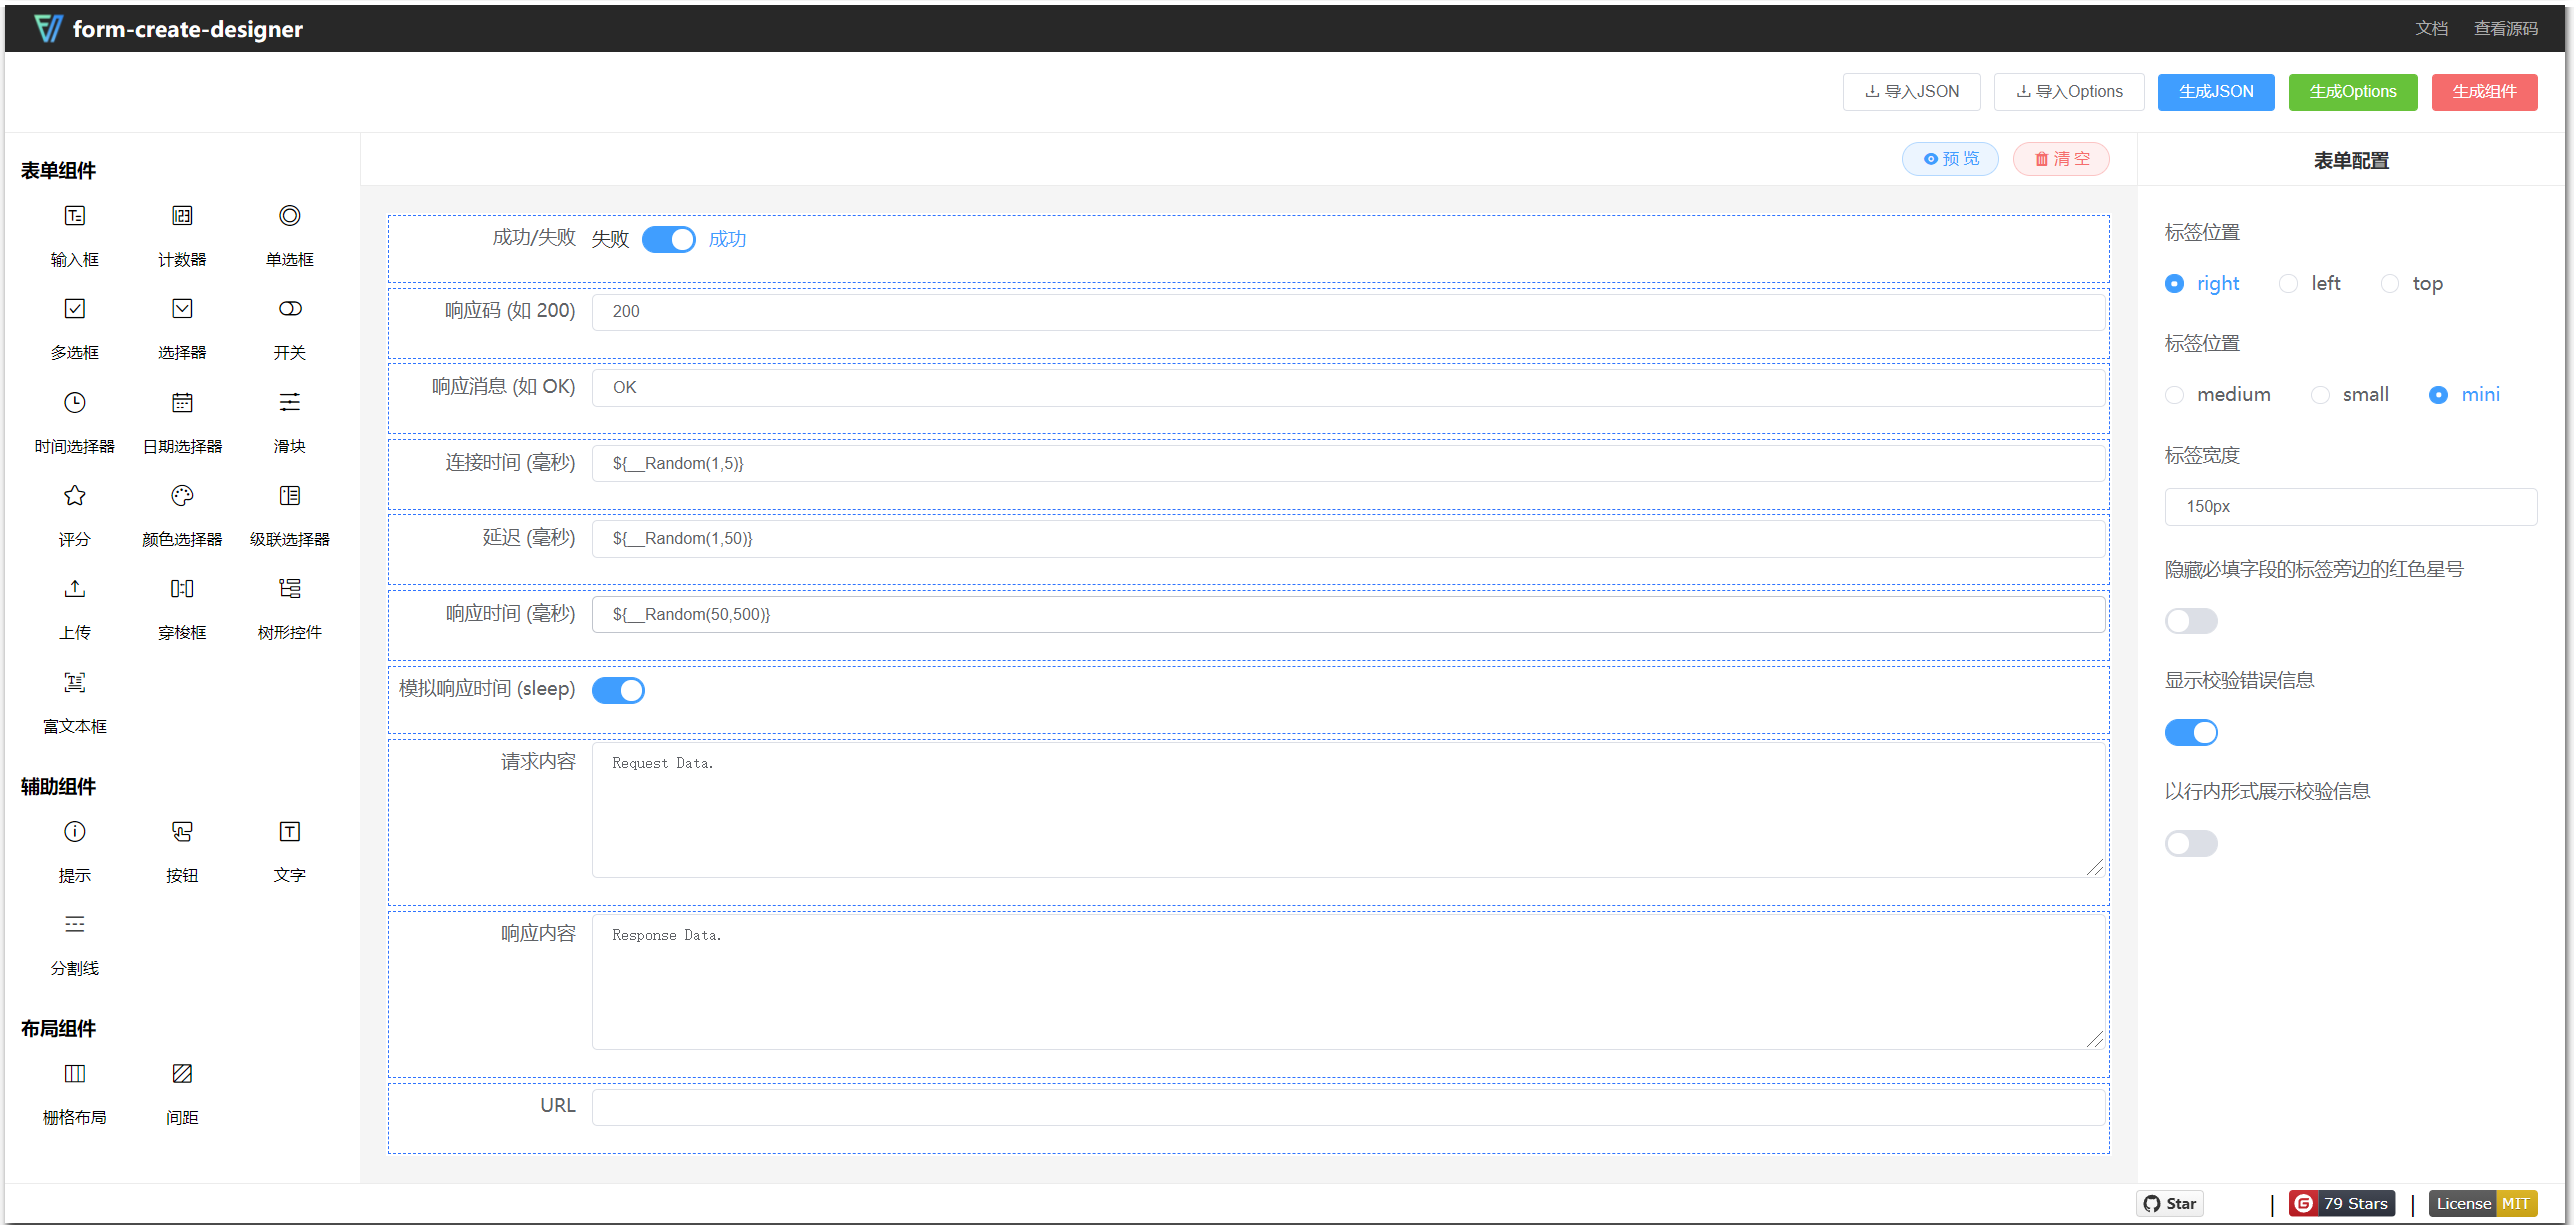 form-create-designer
文档 查看源码
导入JSON 导入Options 生成JSON 生成Options 生成组件
表单组件
输入框 计数器 单选框
多选框 选择器 开关
时间选择器 日期选择器 滑块
评分 颜色选择器 级联选择器
上传 穿梭框 树形控件
富文本框
辅助组件
提示 按钮 文字
分割线
布局组件
栅格布局 间距
预览 清空
成功/失败 失败 成功
响应码 (如 200) 200
响应消息 (如 OK) OK
连接时间 (毫秒) ${__Random(1,5)}
延迟 (毫秒) ${__Random(1,50)}
响应时间 (毫秒) ${__Random(50,500)}
模拟响应时间 (sleep)
请求内容 Request Data.
响应内容 Response Data.
URL
表单配置
标签位置
right left top
标签位置
medium small mini
标签宽度
150px
隐藏必填字段的标签旁边的红色星号
显示校验错误信息
以行内形式展示校验信息
Star | 79 Stars | License MIT